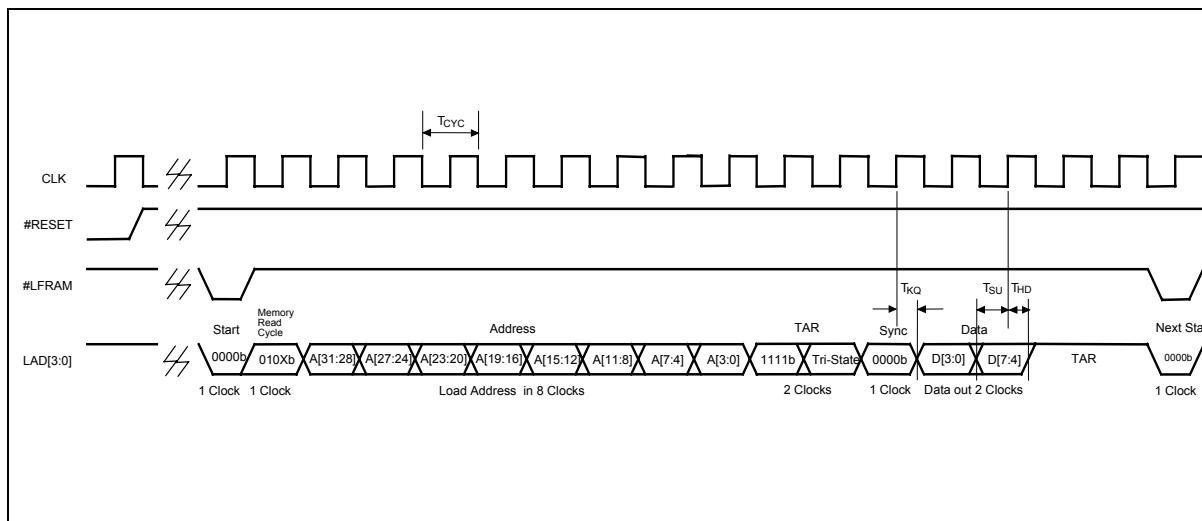 TCYC
CLK
#RESET
#LFRAM
TKQ TSU THD
Start Memory Read Cycle Address TAR Sync Data Next Sta
LAD[3:0] 0000b 010Xb A[31:28] A[27:24] A[23:20] A[19:16] A[15:12] A[11:8] A[7:4] A[3:0] 1111b Tri-State 0000b D[3:0] D[7:4] TAR 0000b
1 Clock 1 Clock Load Address in 8 Clocks 2 Clocks 1 Clock Data out 2 Clocks 1 Clock